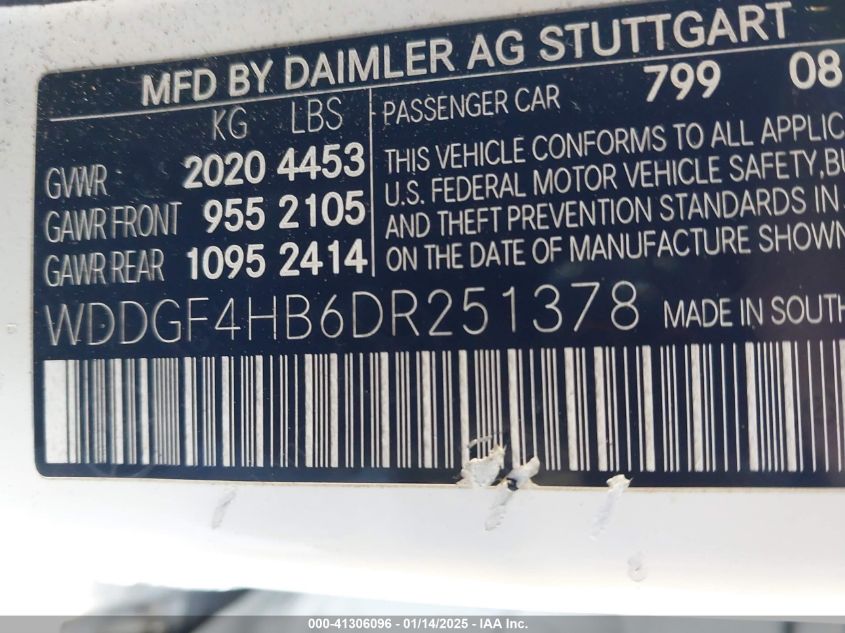 MFD BY DAIMLER AG STUTTGART
KG LBS
GVWR 2020 4453
GAWR FRONT 955 2105
GAWR REAR 1095 2414
PASSENGER CAR 799 08
THIS VEHICLE CONFORMS TO ALL APPLIC
U.S. FEDERAL MOTOR VEHICLE SAFETY, BU
AND THEFT PREVENTION STANDARDS IN
ON THE DATE OF MANUFACTURE SHOWN
WDDGF4HB6DR251378 MADE IN SOUTH
000-41306096 - 01/14/2025 - IAA Inc.